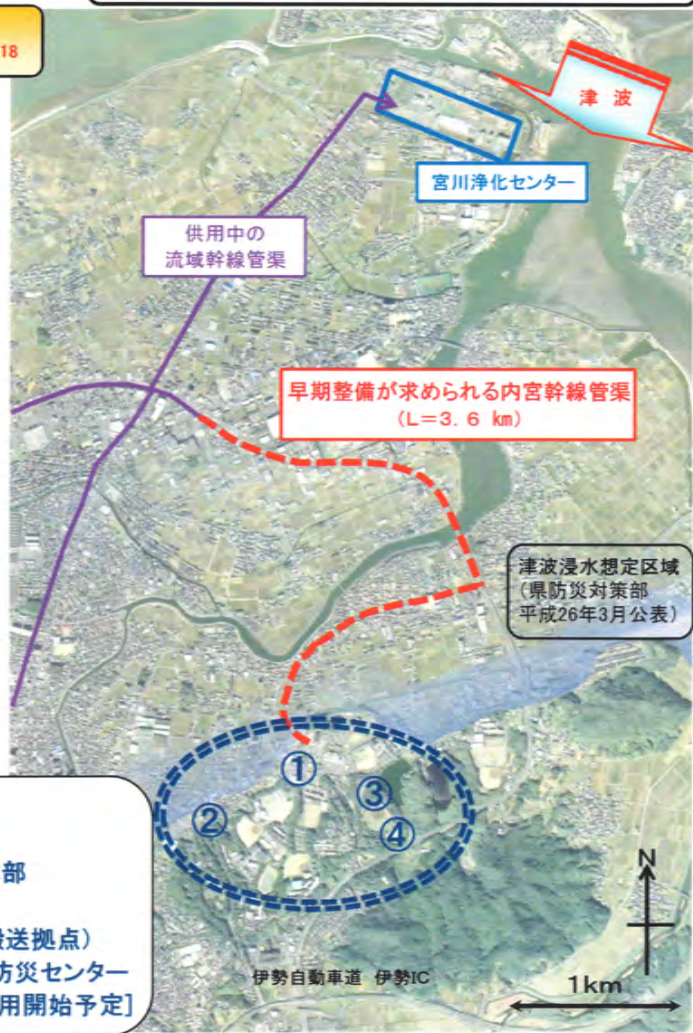 18
津波
宮川浄化センター
供用中の
流域幹線管渠
早期整備が求められる内宮幹線管渠
(L=3.6 km)
津波浸水想定区域
(県防災対策部
平成26年3月公表)
①
②
③
④
部
送拠点)
防災センター
用開始予定]
伊勢自動車道 伊勢IC
N
1km